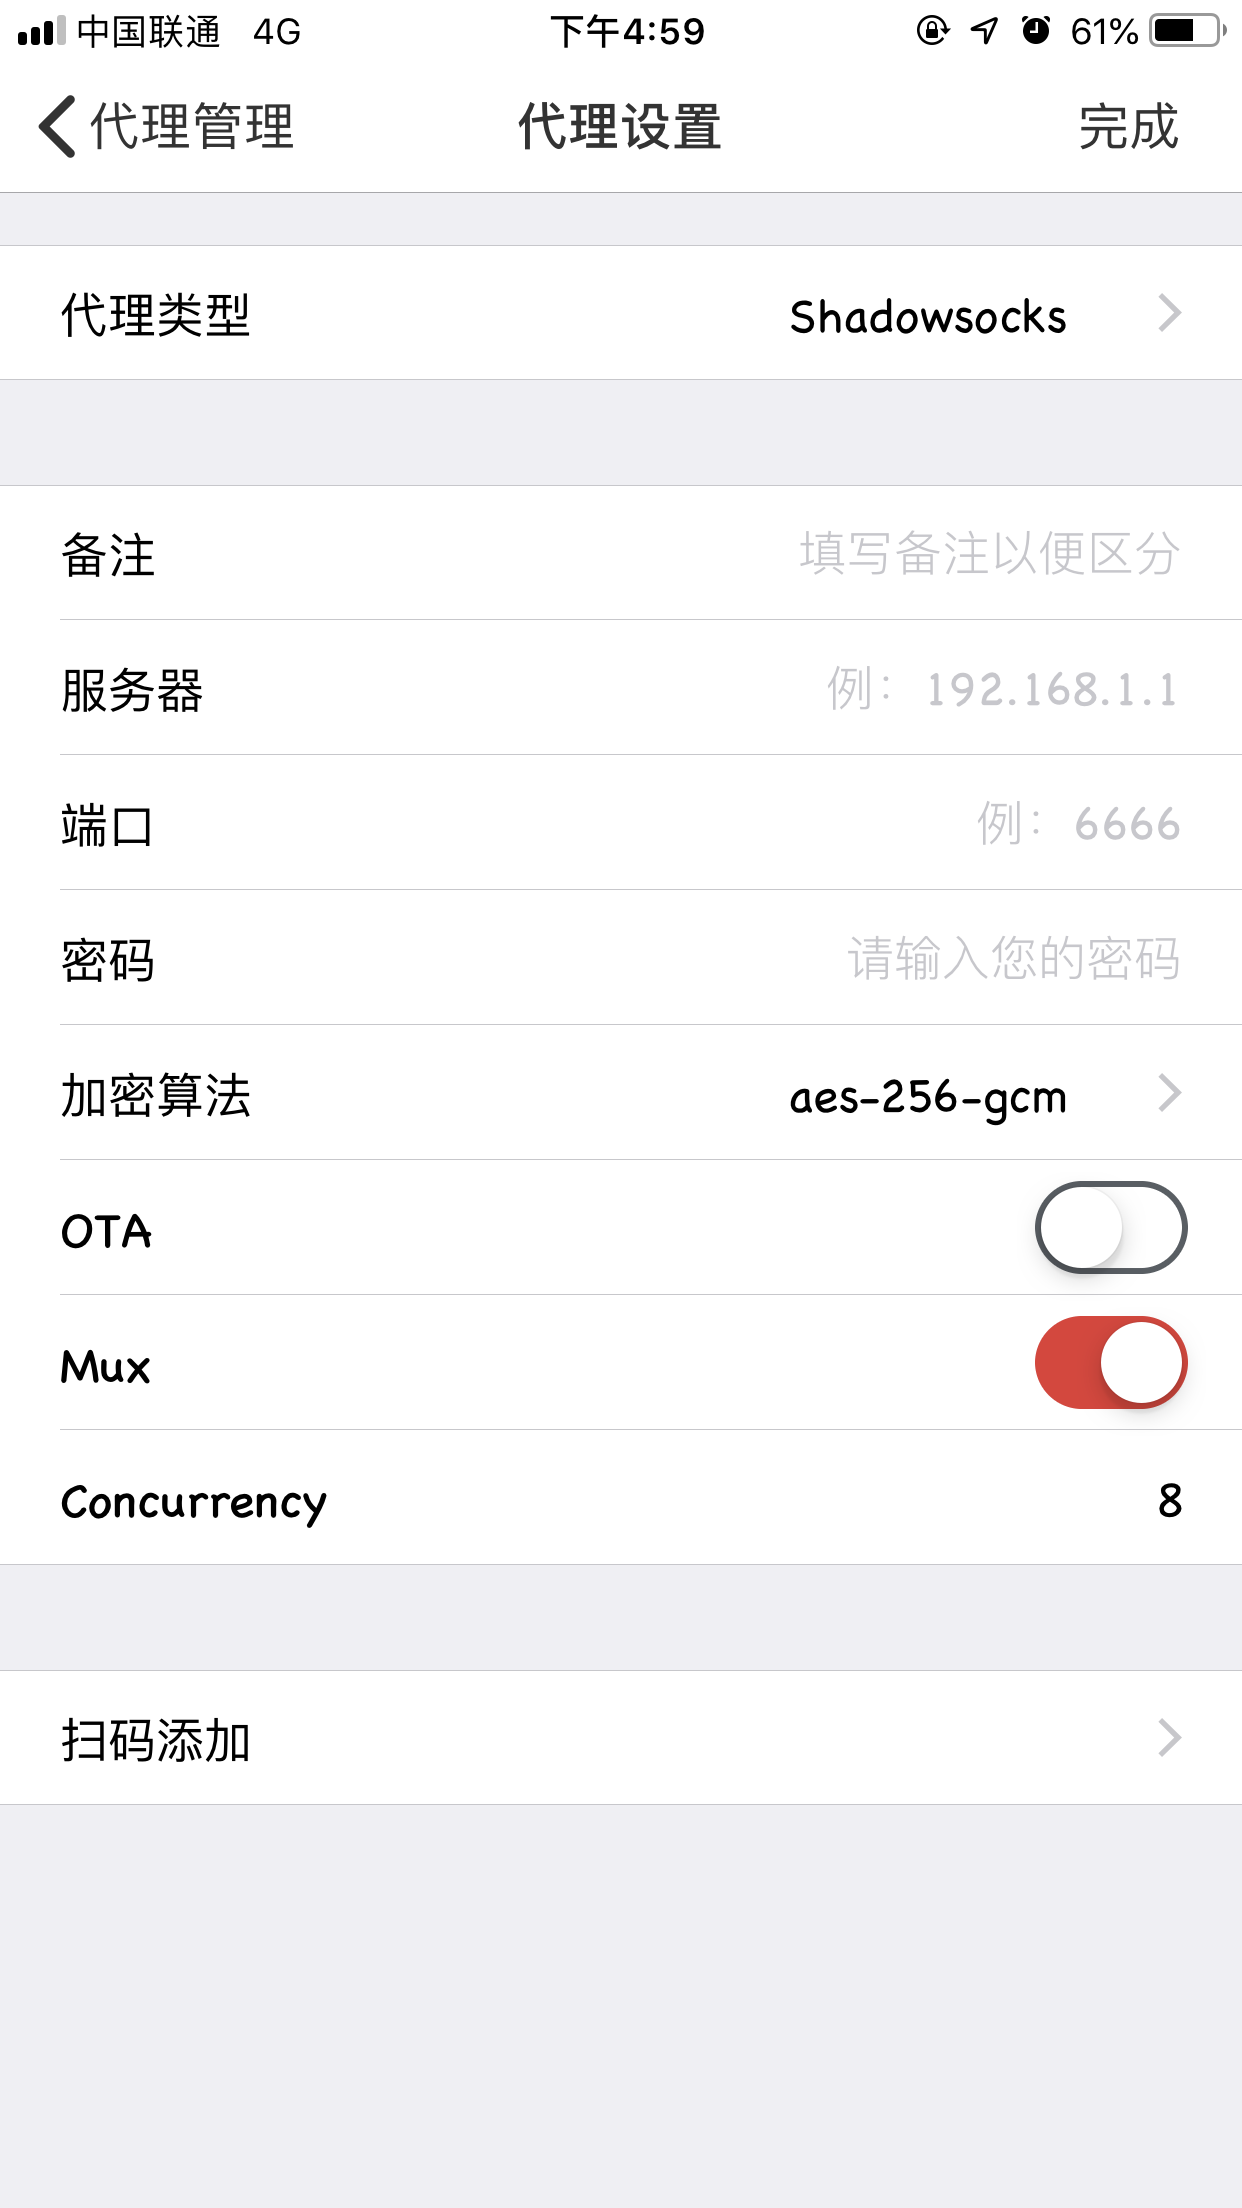 中国联通 4G 下午4:59 61%
代理管理 代理设置 完成
代理类型 Shadowsocks
备注 填写备注以便区分
服务器 例: 192.168.1.1
端口 例: 6666
密码 请输入您的密码
加密算法 aes-256-gcm
OTA
Mux
Concurrency 8
扫码添加